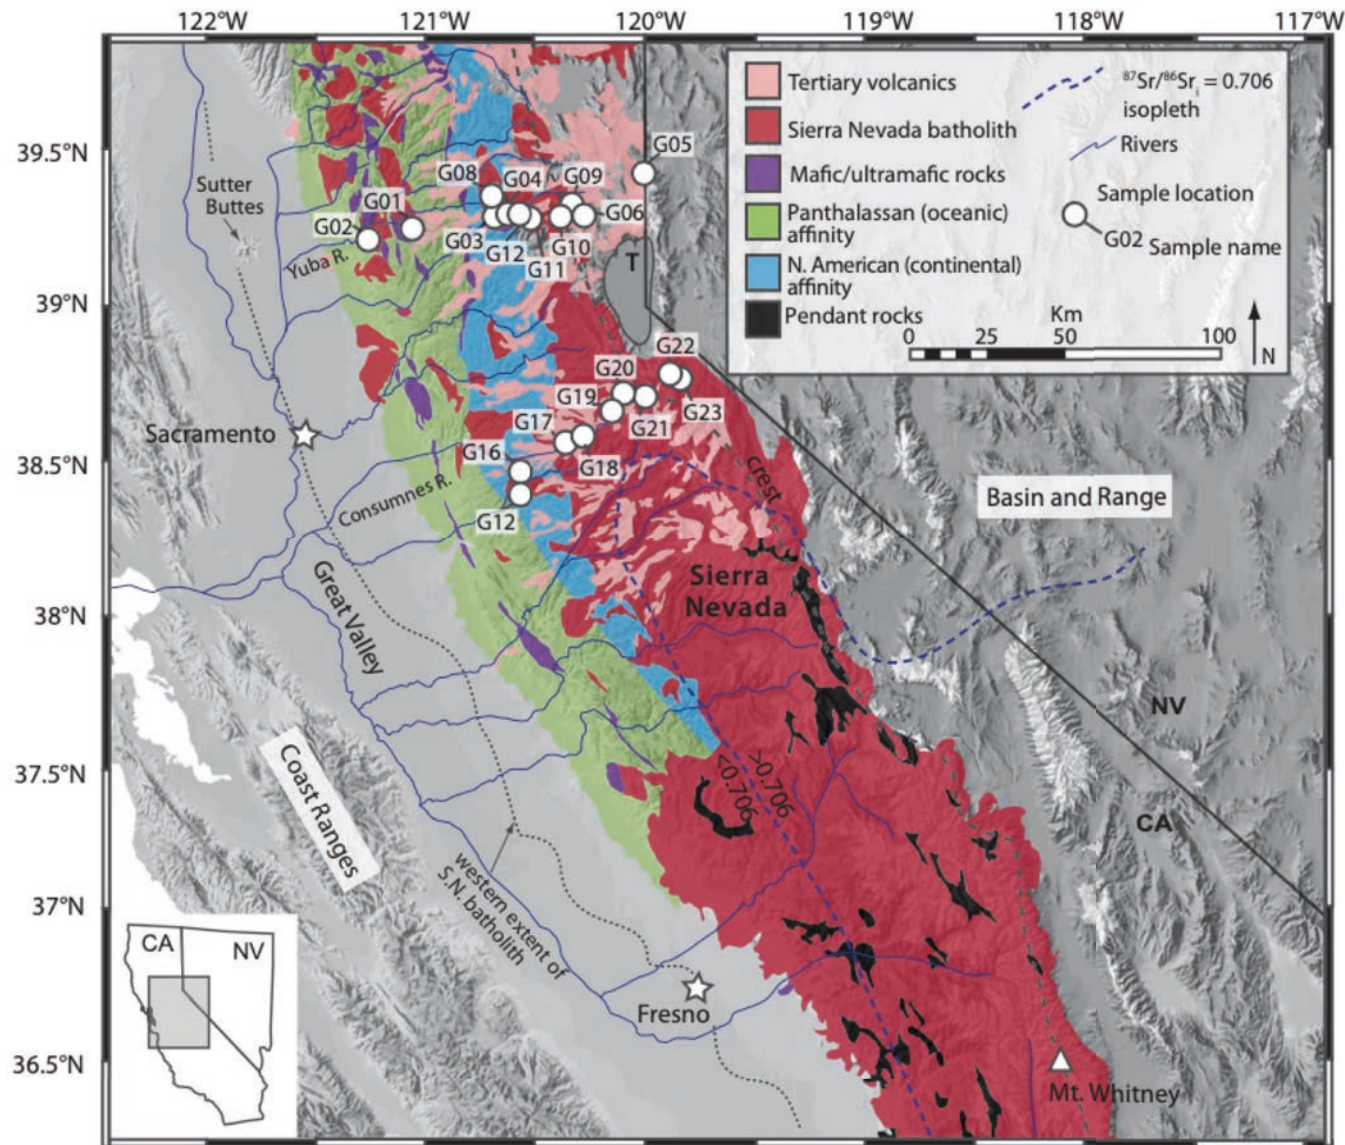 122°W
121°W
120°W
119°W
118°W
117°W
39.5°N
39°N
38.5°N
38°N
37.5°N
37°N
36.5°N
Tertiary volcanics
Sierra Nevada batholith
Mafic/ultramafic rocks
Panthalassan (oceanic)
affinity
N. American (continental)
affinity
Pendant rocks
87Sr/86Sri = 0.706
isopleth
Rivers
Sample location
G02 Sample name
Km
0 25 50 100
N
G05
G08
G04
G09
G01
G02
G06
G03
G12
G10
G11
Sutter
Buttes
Yuba R.
T
G22
G20
G19
G23
G17
G21
G16
G18
G12
Sacramento
Consumnes R.
crest
Basin and Range
Great Valley
Sierra
Nevada
Coast Ranges
>0.706
<0.706
NV
CA
western extent of
S.N. batholith
Fresno
Mt. Whitney
CA
NV